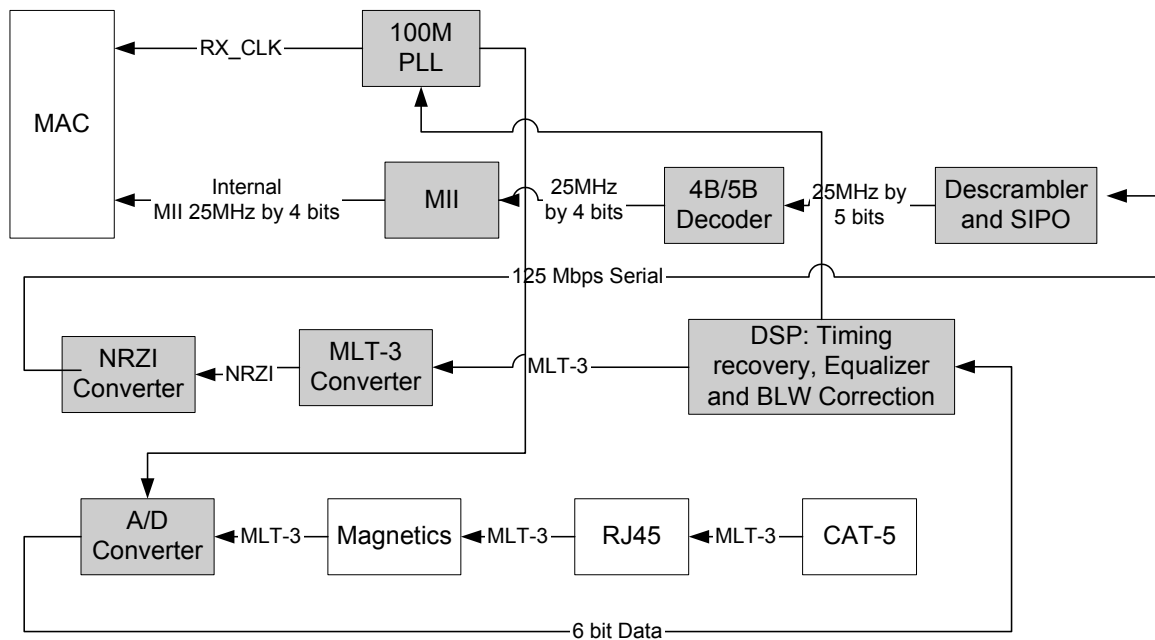 RX_CLK
100M
PLL
MAC
Internal
MII 25MHz by 4 bits
MII
25MHz
by 4 bits
4B/5B
Decoder
25MHz by
5 bits
Descrambler
and SIPO
125 Mbps Serial
NRZI
Converter
NRZI
MLT-3
Converter
MLT-3
DSP: Timing
recovery, Equalizer
and BLW Correction
A/D
Converter
MLT-3
Magnetics
MLT-3
RJ45
MLT-3
CAT-5
6 bit Data